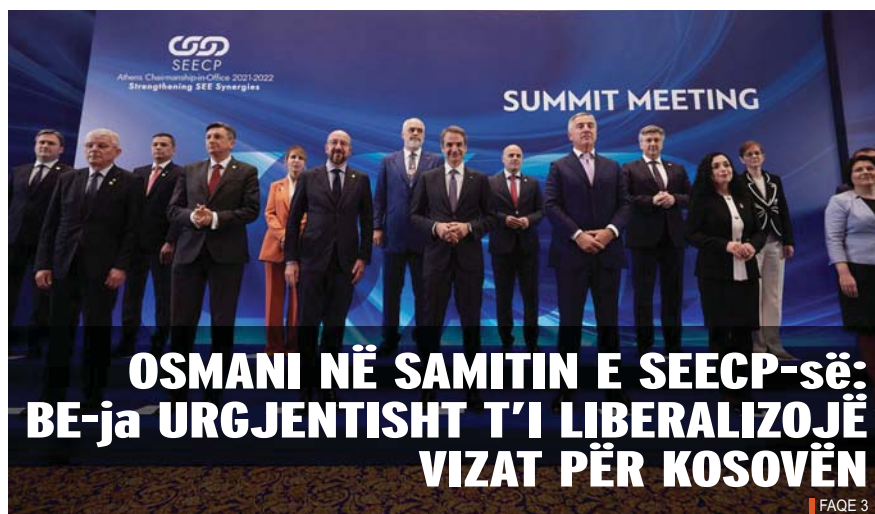 SEECP
Athens Chairmanship-in-Office 2021-2022
Strengthening SEE Synergies
SUMMIT MEETING
OSMANI NË SAMITIN E SEECP-së:
BE-ja URGJENTISHT T’I LIBERALIZOJË
VIZAT PËR KOSOVËN
FAQE 3